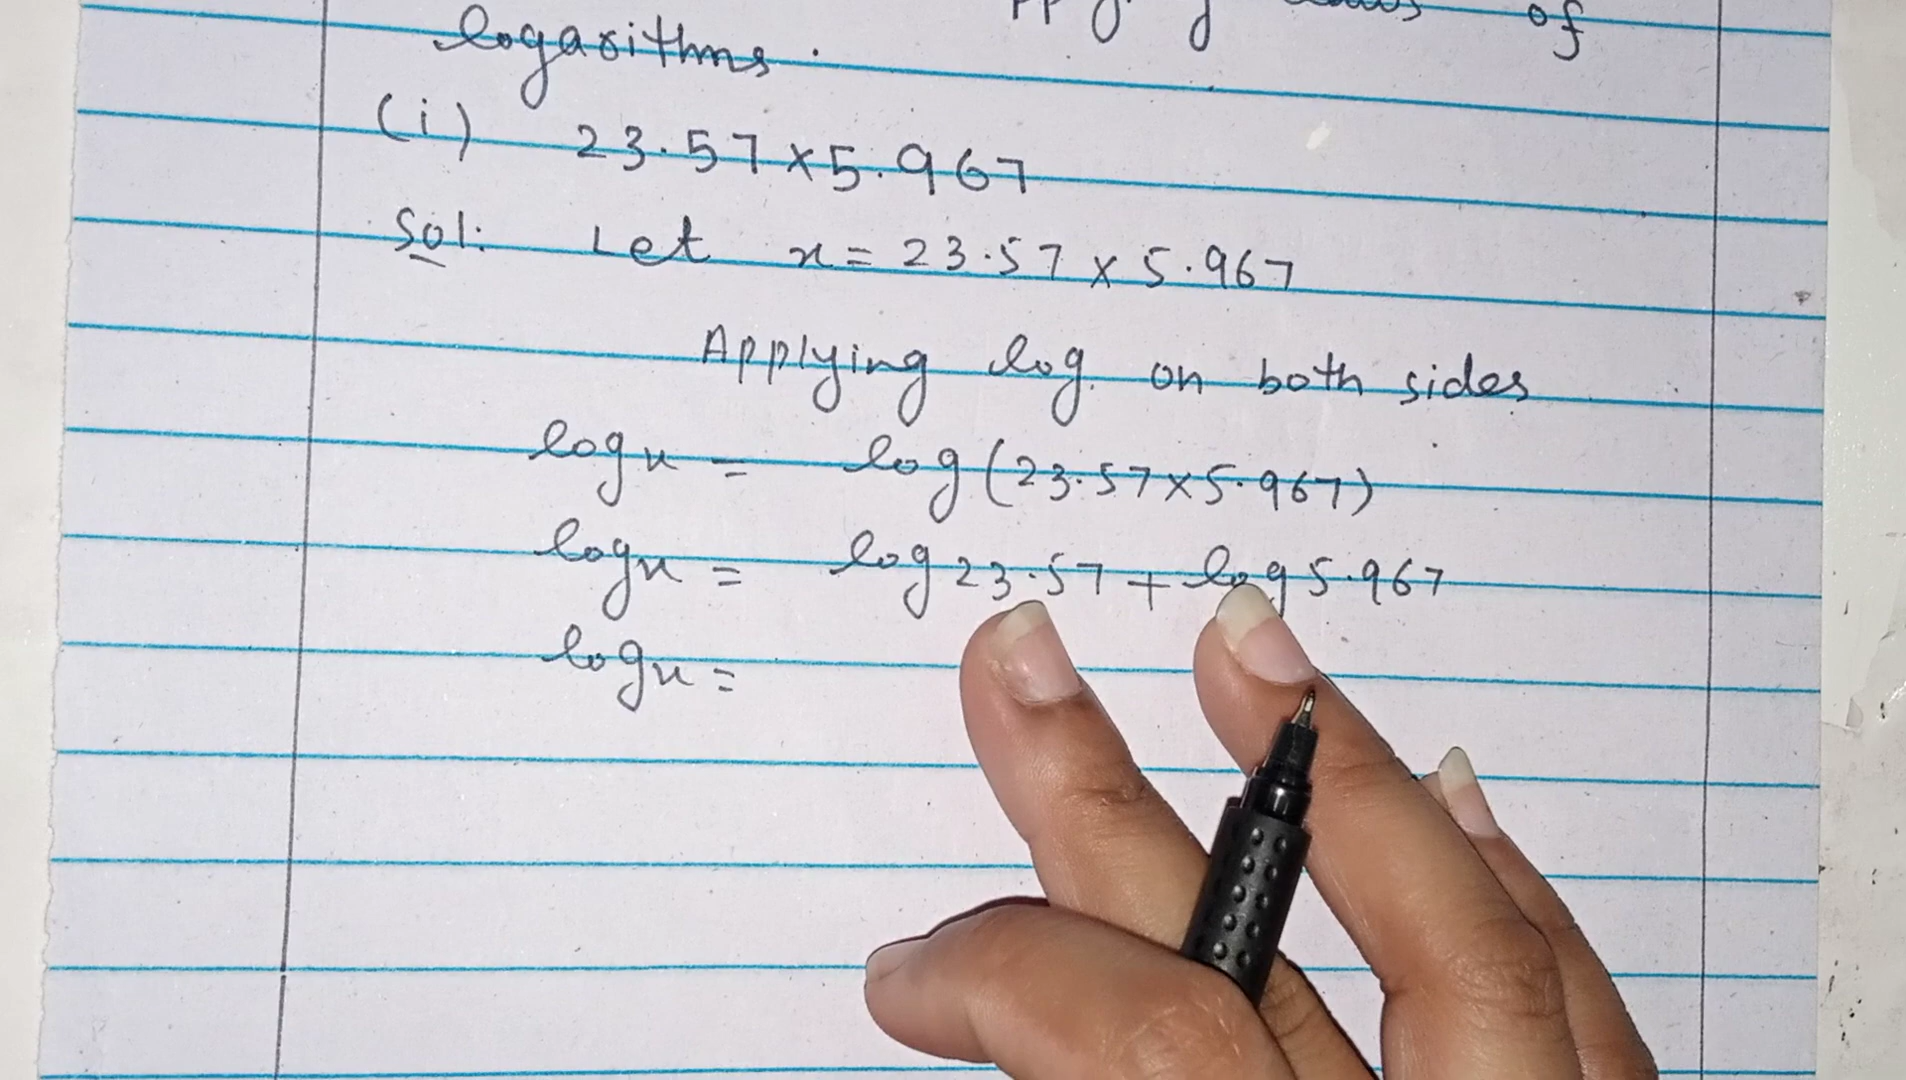 of
logarithms.
(i) 23.57×5.967
Sol: Let x = 23.57 × 5.967
Applying log on both sides
log x = log(23.57×5.967)
log x = log 23.57 + log 5.967
log x =